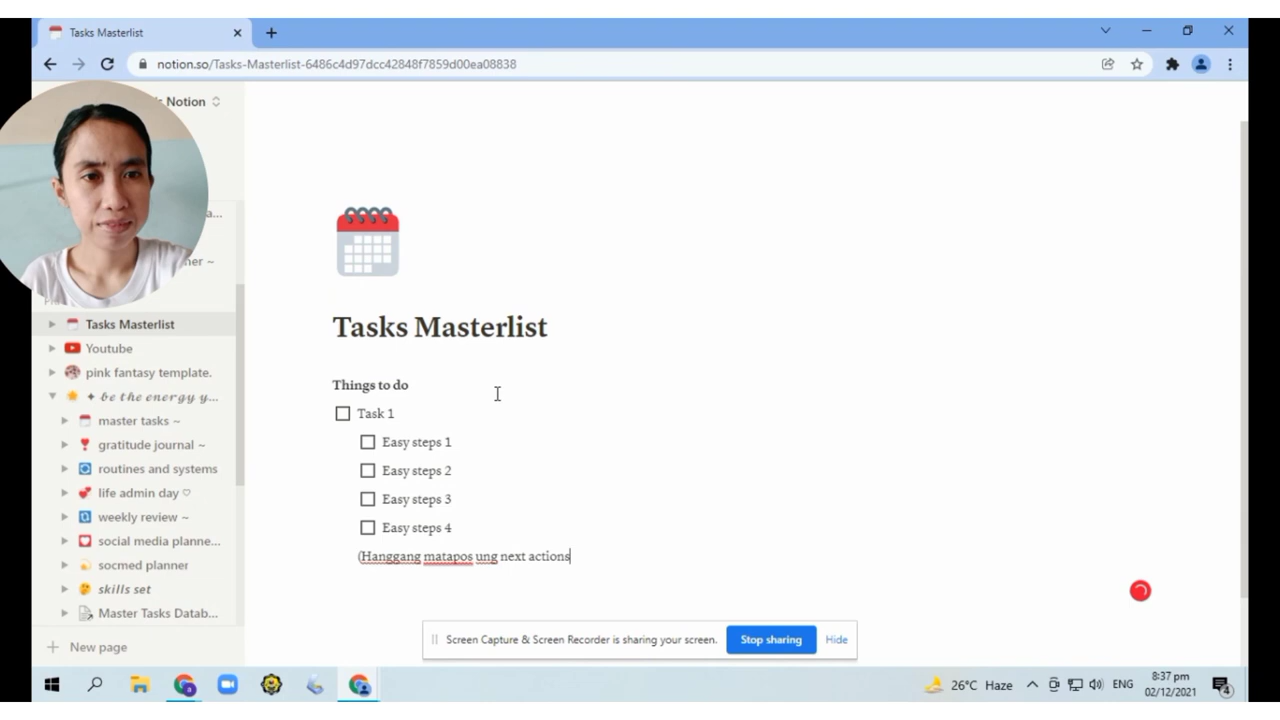 Tasks Masterlist
notion.so/Tasks-Masterlist-6486c4d97dcc42848f7859d00ea08838
Notion
a...
ner ~
Tasks Masterlist
Youtube
pink fantasy template.
✦ be the energy y...
master tasks ~
gratitude journal ~
routines and systems
life admin day ♡
weekly review ~
social media planne...
socmed planner
skills set
Master Tasks Datab...
New page
Tasks Masterlist
Things to do
Task 1
Easy steps 1
Easy steps 2
Easy steps 3
Easy steps 4
(Hanggang matapos ung next actions
Screen Capture & Screen Recorder is sharing your screen.
Stop sharing
Hide
26°C Haze
ENG
8:37 pm
02/12/2021
4